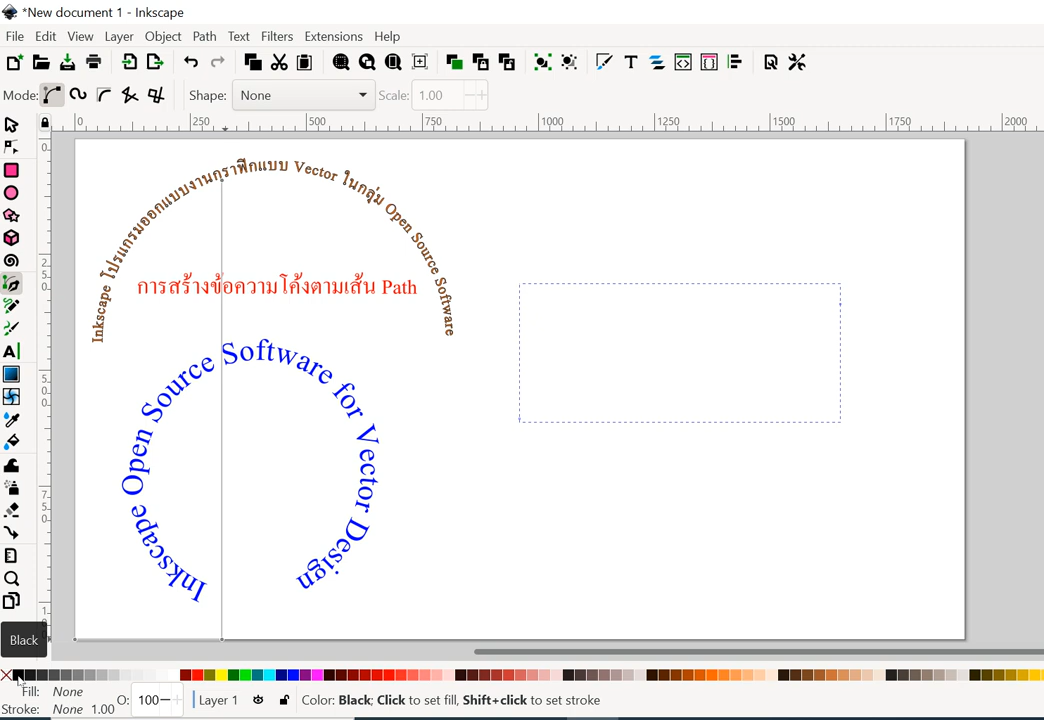 *New document 1 - Inkscape
File Edit View Layer Object Path Text Filters Extensions Help
Mode: Shape: None Scale: 1.00
0 250 500 750 1000 1250 1500 1750 2000
Inkscape โปรแกรมออกแบบงานกราฟิกแบบ Vector ในกลุ่ม Open Source Software
การสร้างข้อความโค้งตามเส้น Path
Inkscape Open Source Software for Vector Design
Black
Fill: None
Stroke: None 1.00
O: 100
Layer 1
Color: Black; Click to set fill, Shift+click to set stroke